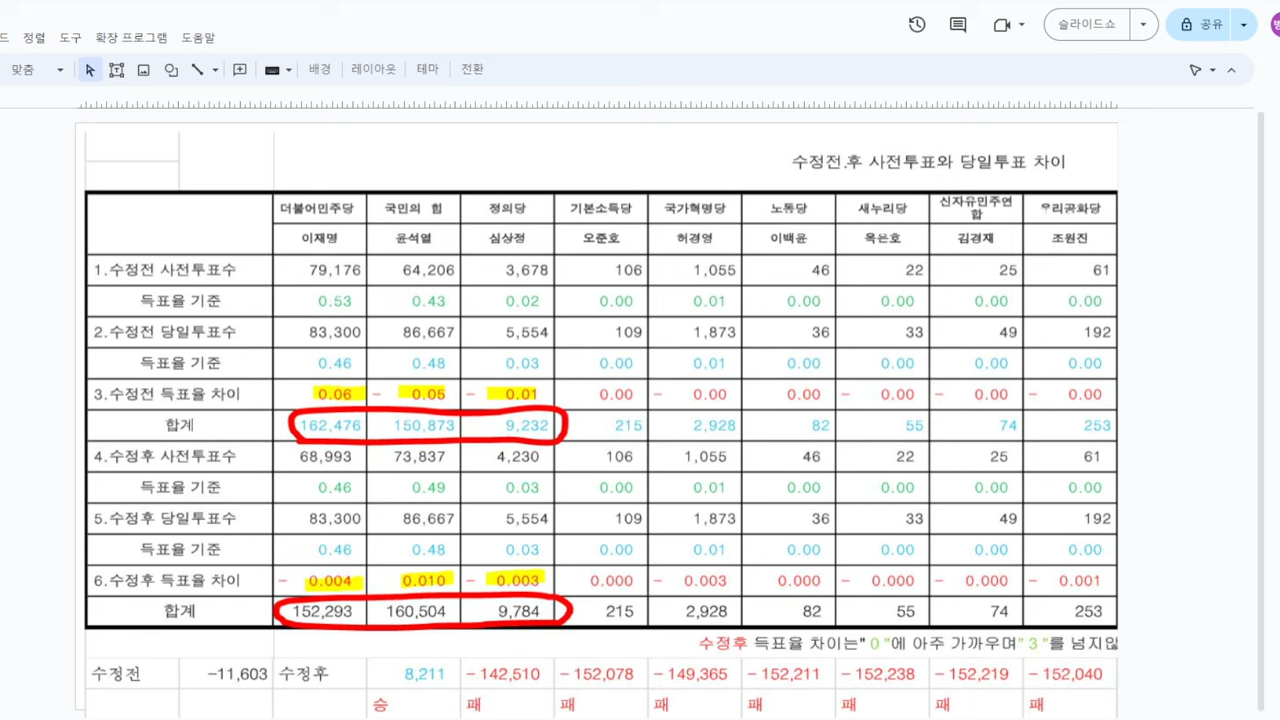 정렬 도구 확장 프로그램 도움말
슬라이드쇼 공유
맞춤 배경 레이아웃 테마 전환
수정전.후 사전투표와 당일투표 차이
더불어민주당 국민의 힘 정의당 기본소득당 국가혁명당 노동당 새누리당 신자유민주연합 우리공화당
이재명 윤석열 심상정 오준호 허경영 이백윤 옥은호 김경재 조원진
1.수정전 사전투표수 79,176 64,206 3,678 106 1,055 46 22 25 61
득표율 기준 0.53 0.43 0.02 0.00 0.01 0.00 0.00 0.00 0.00
2.수정전 당일투표수 83,300 86,667 5,554 109 1,873 36 33 49 192
득표율 기준 0.46 0.48 0.03 0.00 0.01 0.00 0.00 0.00 0.00
3.수정전 득표율 차이 0.06 - 0.05 - 0.01 0.00 - 0.00 0.00 - 0.00 - 0.00 - 0.00
합계 162,476 150,873 9,232 215 2,928 82 55 74 253
4.수정후 사전투표수 68,993 73,837 4,230 106 1,055 46 22 25 61
득표율 기준 0.46 0.49 0.03 0.00 0.01 0.00 0.00 0.00 0.00
5.수정후 당일투표수 83,300 86,667 5,554 109 1,873 36 33 49 192
득표율 기준 0.46 0.48 0.03 0.00 0.01 0.00 0.00 0.00 0.00
6.수정후 득표율 차이 - 0.004 0.010 - 0.003 0.000 - 0.003 0.000 - 0.000 - 0.000 - 0.001
합계 152,293 160,504 9,784 215 2,928 82 55 74 253
수정후 득표율 차이는" 0 "에 아주 가까우며" 3 "를 넘지않
수정전 -11,603 수정후 8,211 -142,510 -152,078 -149,365 -152,211 -152,238 -152,219 -152,040
승 패 패 패 패 패 패 패